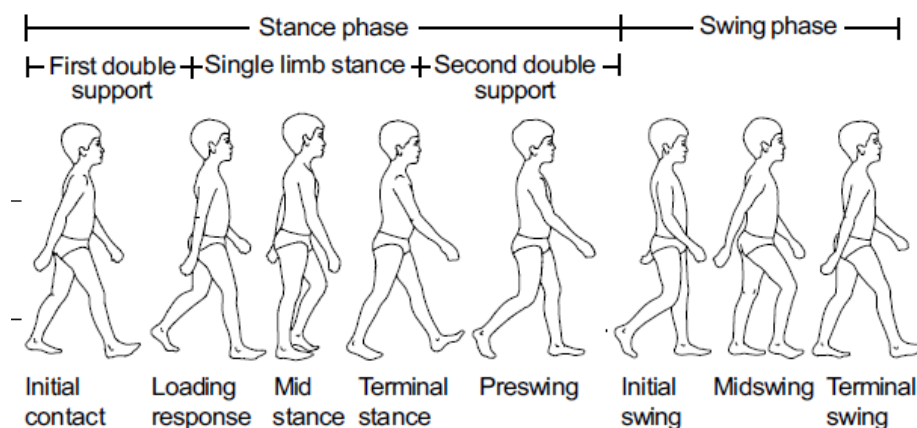 Stance phase Swing phase
First double support Single limb stance Second double support
Initial contact Loading response Mid stance Terminal stance Preswing Initial swing Midswing Terminal swing